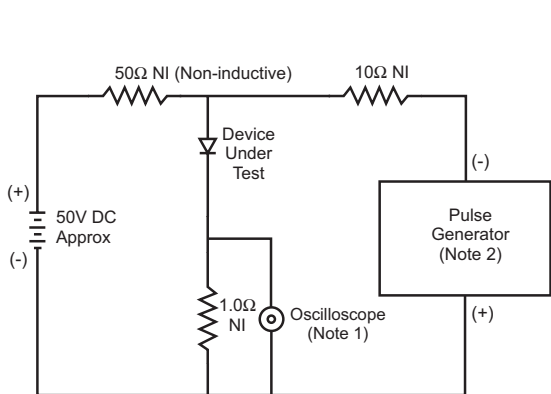 50Ω NI (Non-inductive)
10Ω NI
Device
Under
Test
(+)
50V DC
Approx
(-)
(-)
Pulse
Generator
(Note 2)
(+)
1.0Ω
NI
Oscilloscope
(Note 1)